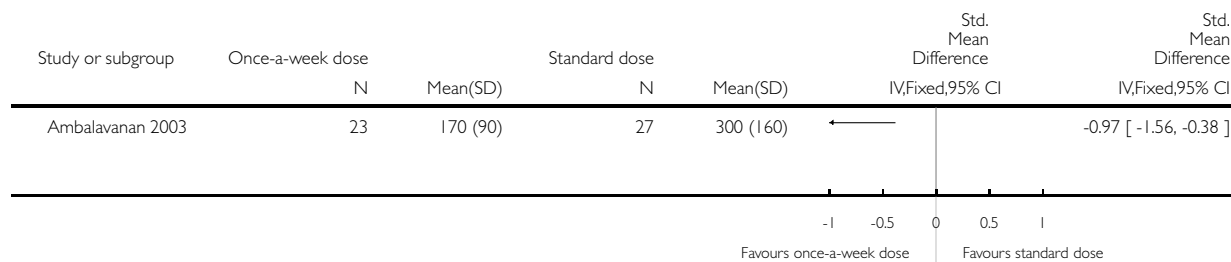 Std.
Mean
Difference
Std.
Mean
Difference
Study or subgroup Once-a-week dose Standard dose
N Mean(SD) N Mean(SD) IV,Fixed,95% CI IV,Fixed,95% CI
Ambalavanan 2003 23 170 (90) 27 300 (160) -0.97 [ -1.56, -0.38 ]
-1 -0.5 0 0.5 1
Favours once-a-week dose Favours standard dose